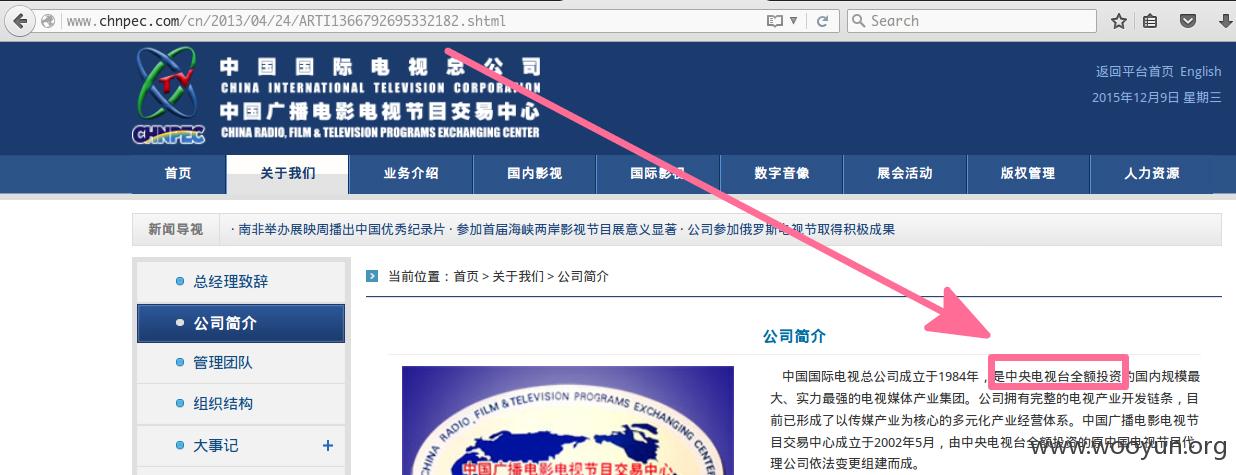 www.chnpec.com/cn/2013/04/24/ARTI1366792695332182.shtml
Search
中国国际电视总公司
CHINA INTERNATIONAL TELEVISION CORPORATION
中国广播电影电视节目交易中心
CHINA RADIO, FILM & TELEVISION PROGRAMS EXCHANGING CENTER
TV
CHNPEC
返回平台首页 English
2015年12月9日 星期三
首页 关于我们 业务介绍 国内影视 国际影视 数字音像 展会活动 版权管理 人力资源
新闻导视 · 南非举办展映周播出中国优秀纪录片 · 参加首届海峡两岸影视节目展意义显著 · 公司参加俄罗斯电视节取得积极成果
总经理致辞
公司简介
管理团队
组织结构
大事记 +
当前位置：首页 > 关于我们 > 公司简介
公司简介
中国国际电视总公司成立于1984年，是中央电视台全额投资的国内规模最
大、实力最强的电视媒体产业集团。公司拥有完整的电视产业开发链条，目
前已形成了以传媒产业为核心的多元化产业经营体系。中国广播电影电视节
目交易中心成立于2002年5月，由中央电视台全额投资的原中国电视节目代
理公司依法变更组建而成。
CHINA RADIO, FILM & TELEVISION PROGRAMS EXCHANGING CENTER
中国广播电影电视节目交易中心
www.wooyun.org